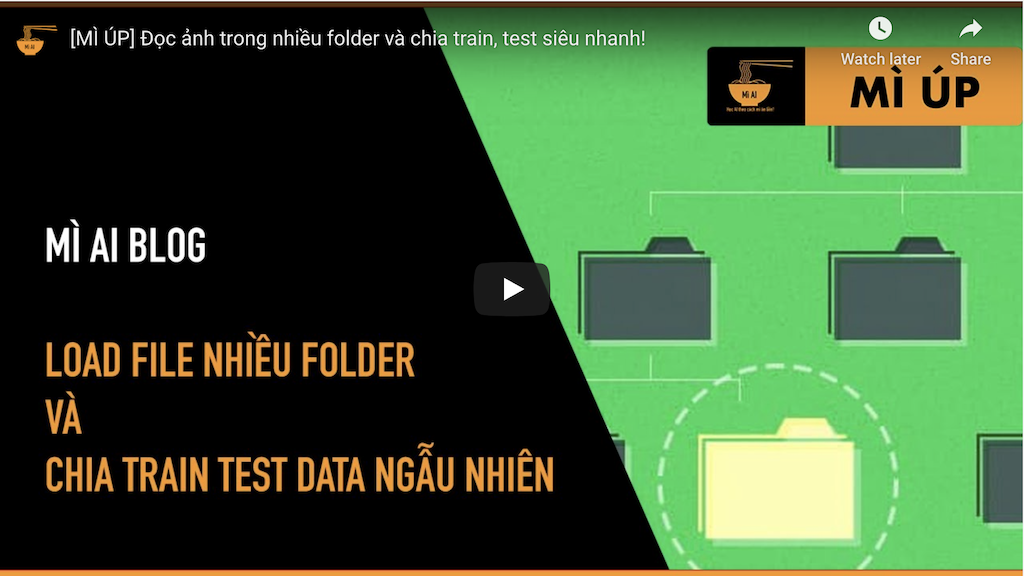 [MÌ ÚP] Đọc ảnh trong nhiều folder và chia train, test siêu nhanh!
Watch later
Share
Mì AI
Học AI theo cách mì ăn liền!
MÌ ÚP
MÌ AI BLOG
LOAD FILE NHIỀU FOLDER
VÀ
CHIA TRAIN TEST DATA NGẪU NHIÊN